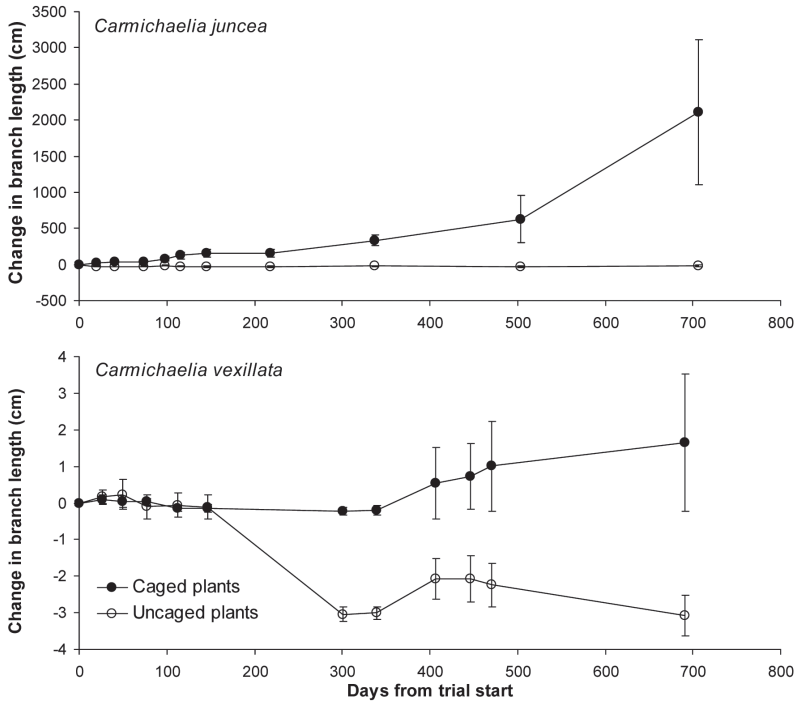 Carmichaelia juncea
Change in branch length (cm)
3500
3000
2500
2000
1500
1000
500
0
-500
0 100 200 300 400 500 600 700 800
Carmichaelia vexillata
Change in branch length (cm)
4
3
2
1
0
-1
-2
-3
-4
Caged plants
Uncaged plants
0 100 200 300 400 500 600 700 800
Days from trial start